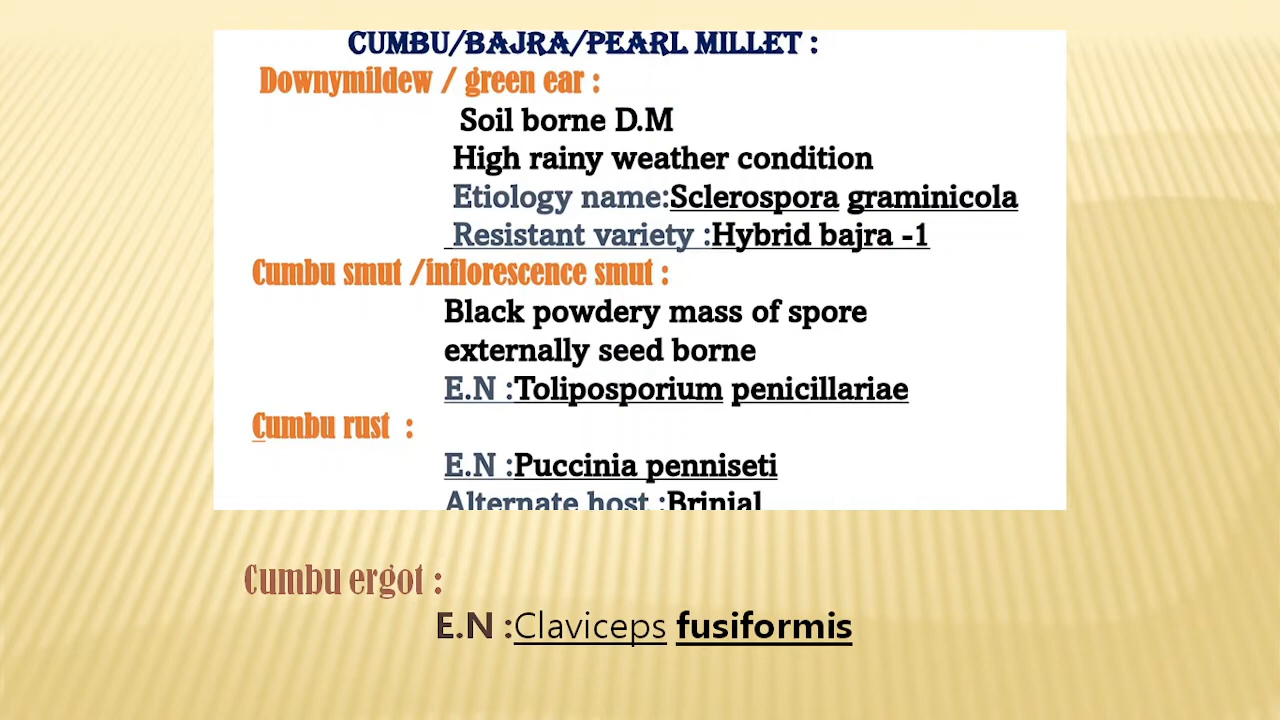 CUMBU/BAJRA/PEARL MILLET :
Downymildew / green ear :
Soil borne D.M
High rainy weather condition
Etiology name:Sclerospora graminicola
Resistant variety :Hybrid bajra -1
Cumbu smut /inflorescence smut :
Black powdery mass of spore
externally seed borne
E.N :Toliposporium penicillariae
Cumbu rust :
E.N :Puccinia penniseti
Alternate host :Brinjal
Cumbu ergot :
E.N :Claviceps fusiformis